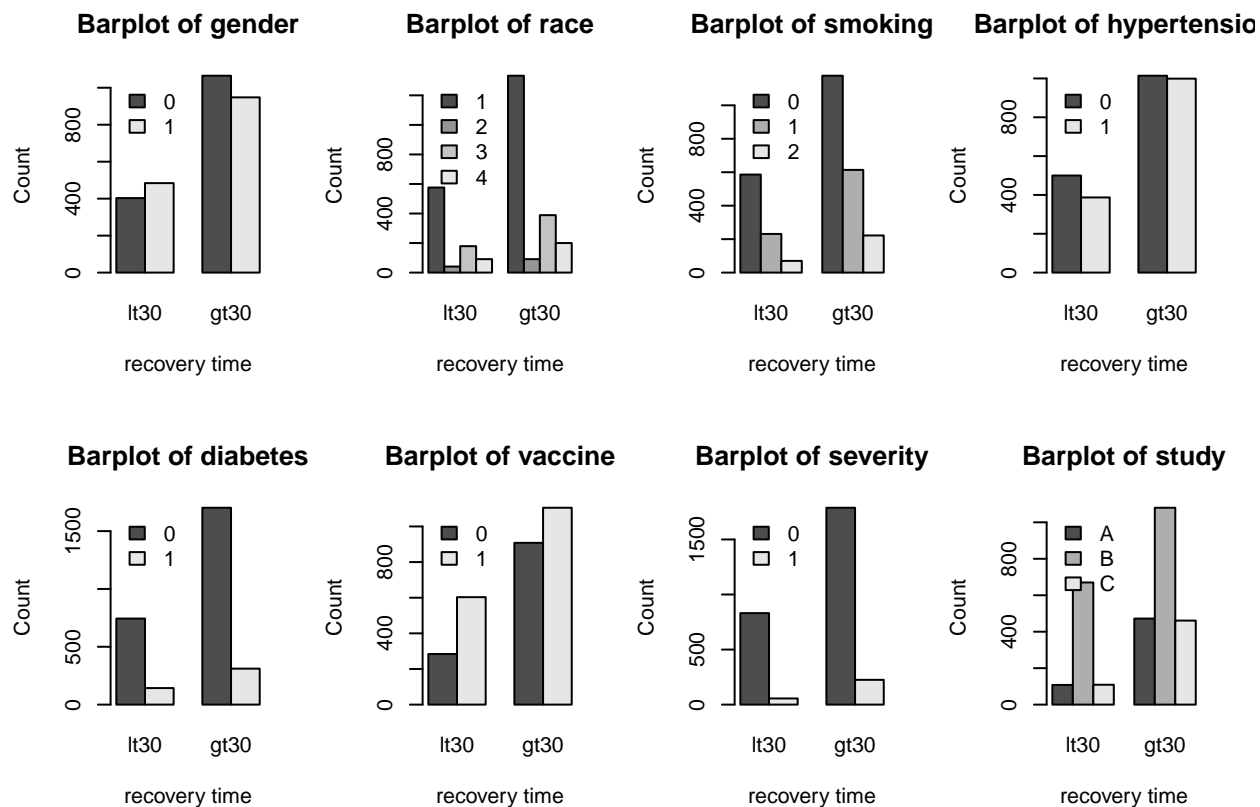 Barplot of gender
Count
0
400
800
0
1
lt30
gt30
recovery time
Barplot of race
Count
0
400
800
1
2
3
4
lt30
gt30
recovery time
Barplot of smoking
Count
0
400
800
0
1
2
lt30
gt30
recovery time
Barplot of hypertensio
Count
0
400
800
0
1
lt30
gt30
recovery time
Barplot of diabetes
Count
0
500
1500
0
1
lt30
gt30
recovery time
Barplot of vaccine
Count
0
400
800
0
1
lt30
gt30
recovery time
Barplot of severity
Count
0
500
1500
0
1
lt30
gt30
recovery time
Barplot of study
Count
0
400
800
A
B
C
lt30
gt30
recovery time